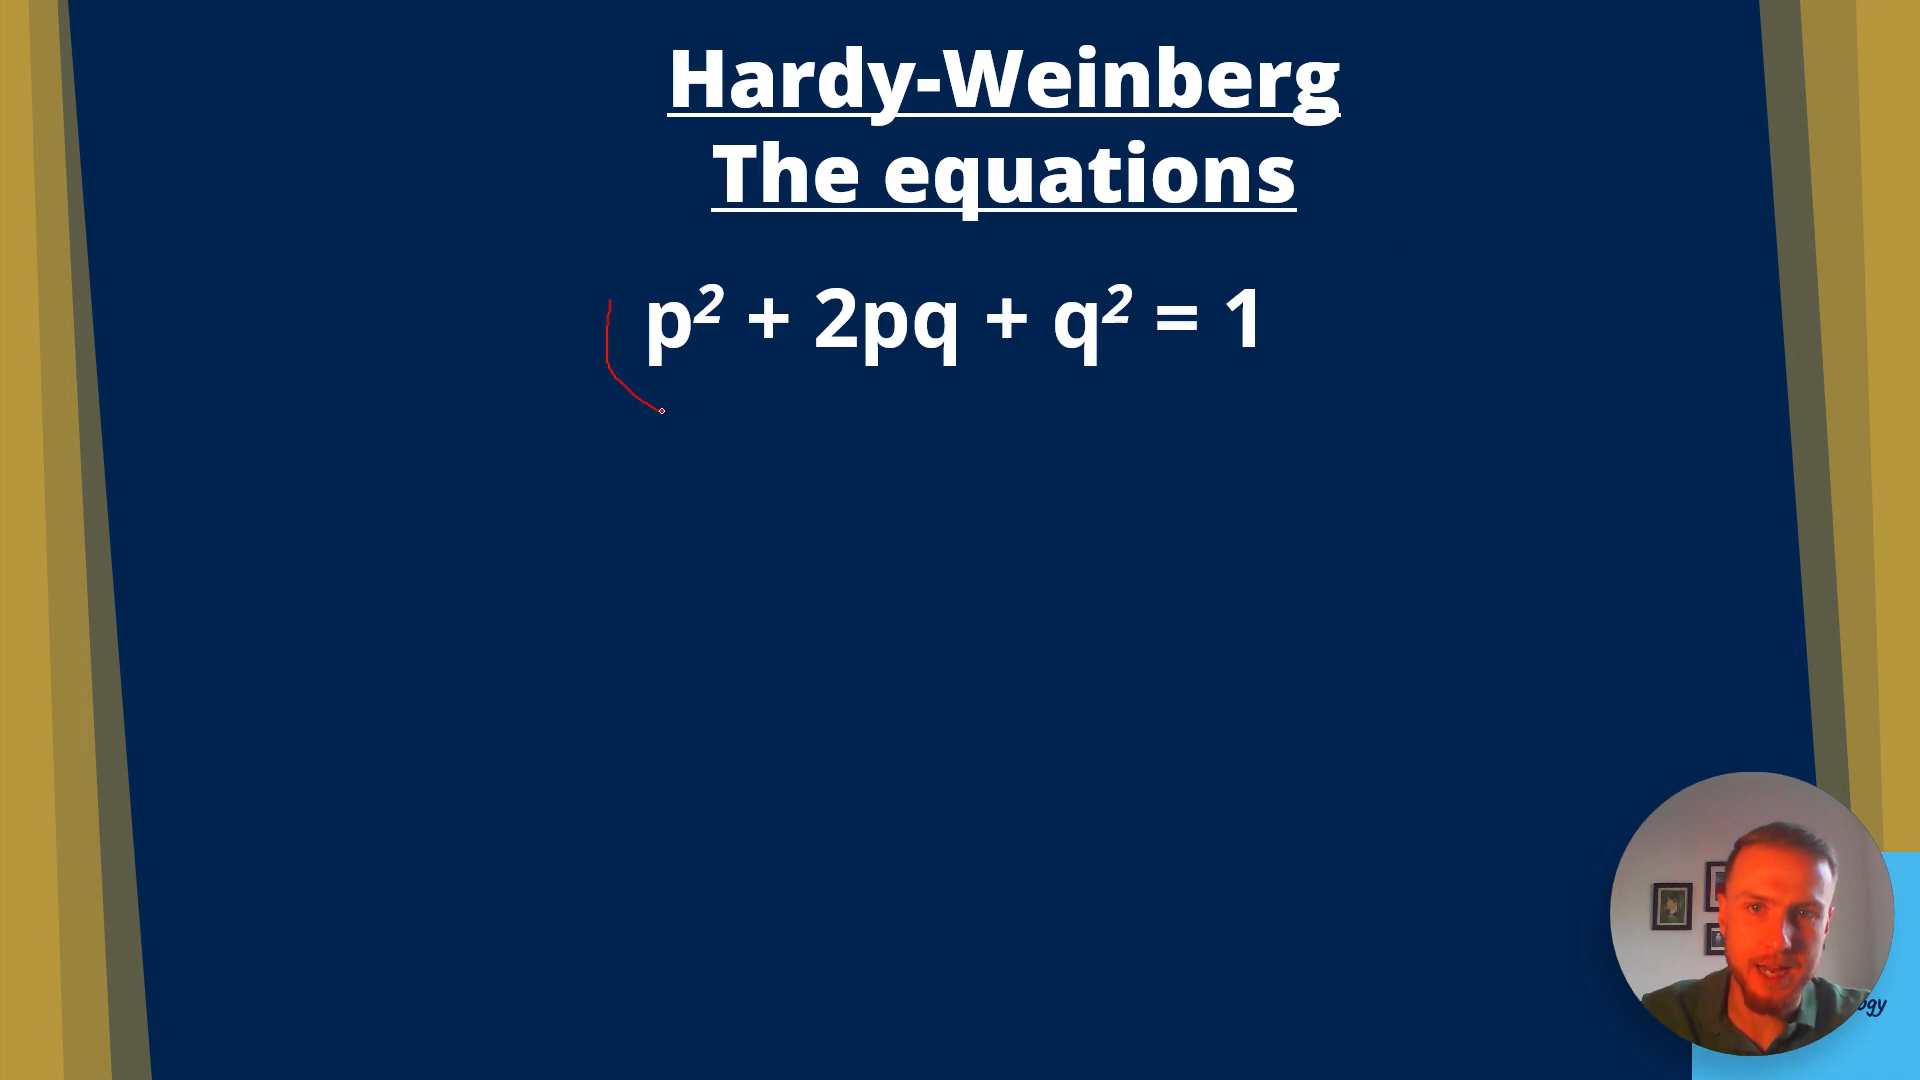 Hardy-Weinberg
The equations
p² + 2pq + q² = 1